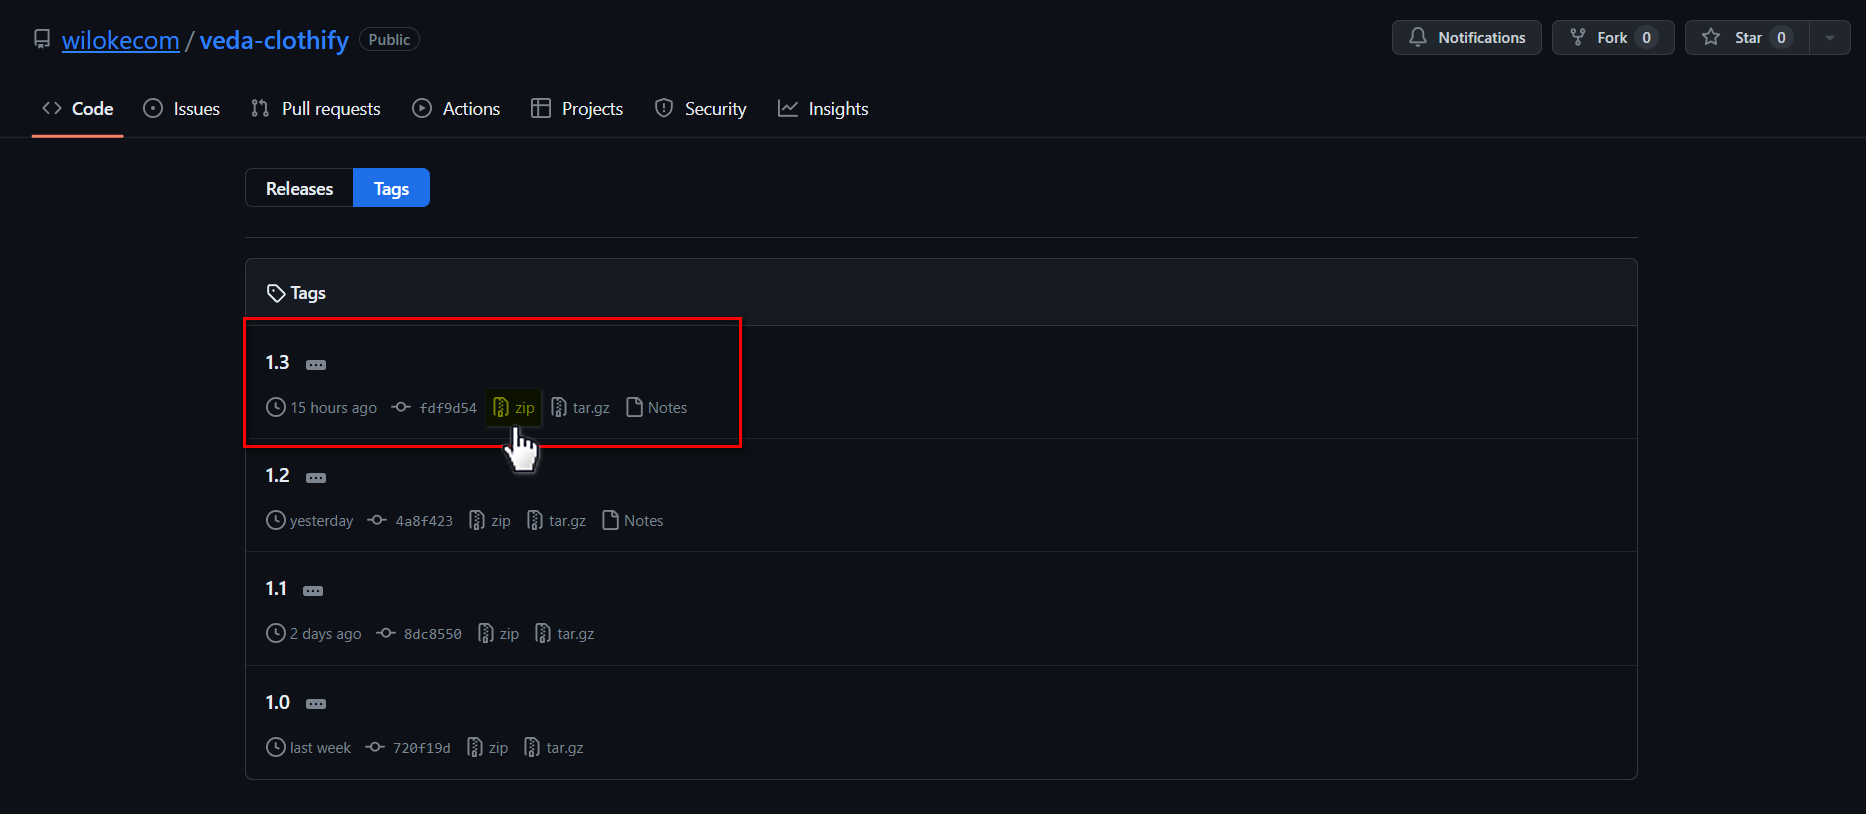 wilokecom / veda-clothify Public Notifications Fork 0 Star 0
Code Issues Pull requests Actions Projects Security Insights
Releases Tags
Tags
1.3
15 hours ago fdf9d54 zip tar.gz Notes
1.2
yesterday 4a8f423 zip tar.gz Notes
1.1
2 days ago 8dc8550 zip tar.gz
1.0
last week 720f19d zip tar.gz